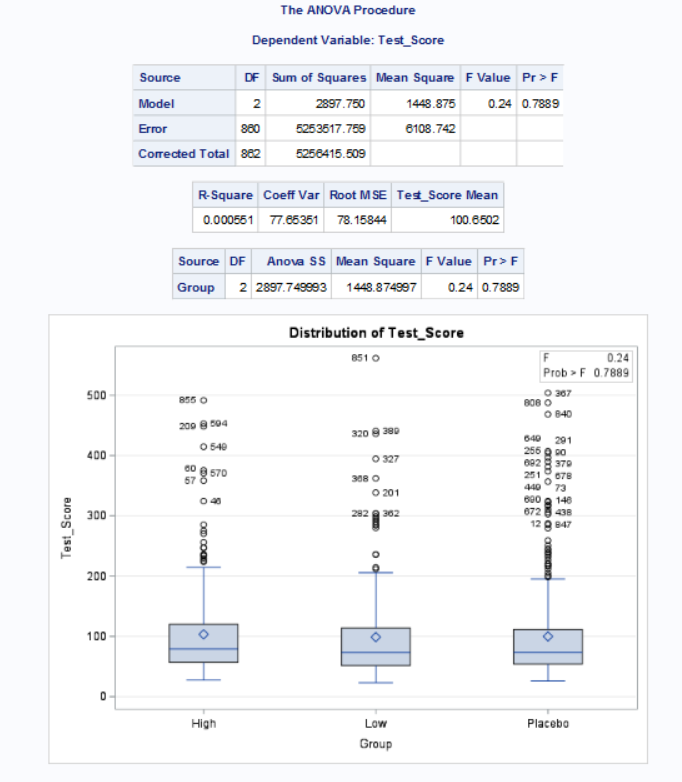 The ANOVA Procedure
Dependent Variable: Test_Score
Source DF Sum of Squares Mean Square F Value Pr > F
Model 2 2897.750 1448.875 0.24 0.7889
Error 860 5253517.759 6108.742
Corrected Total 862 5256415.509
R-Square Coeff Var Root MSE Test_Score Mean
0.000551 77.65351 78.15844 100.6502
Source DF Anova SS Mean Square F Value Pr > F
Group 2 2897.749993 1448.874997 0.24 0.7889
Distribution of Test_Score
F 0.24
Prob > F 0.7889
851
500
855
367
808
840
209 594
320 389
549
649 291
400
327
255 90
692 379
60 570
57
368
251 678
449 73
201
46
690 146
300
282 362
672 438
12 847
200
100
0
Test_Score
High Low Placebo
Group